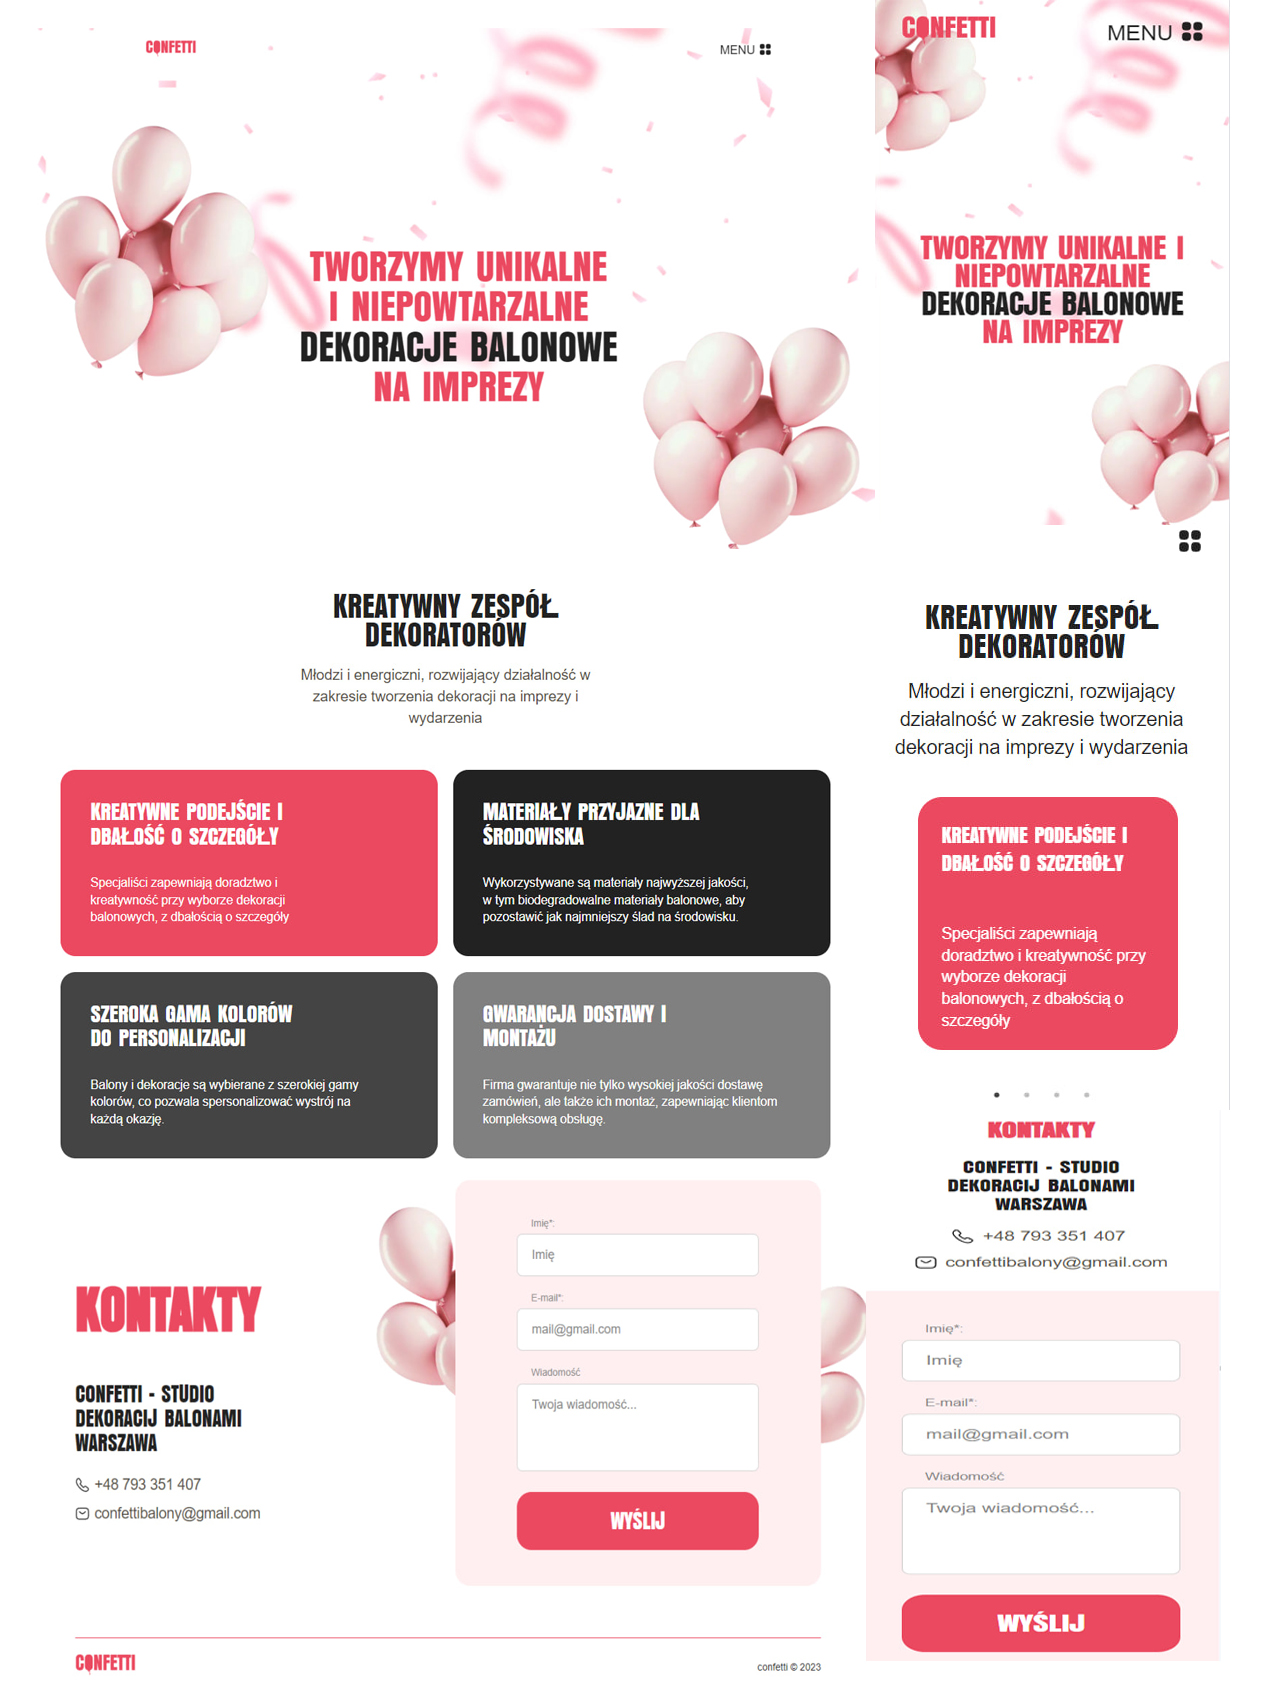 CONFETTI
MENU
TWORZYMY UNIKALNE
I NIEPOWTARZALNE
DEKORACJE BALONOWE
NA IMPREZY
KREATYWNY ZESPÓŁ
DEKORATORÓW
Młodzi i energiczni, rozwijający działalność w
zakresie tworzenia dekoracji na imprezy i
wydarzenia
KREATYWNE PODEJŚCIE I
DBAŁOŚĆ O SZCZEGÓŁY
Specjaliści zapewniają doradztwo i
kreatywność przy wyborze dekoracji
balonowych, z dbałością o szczegóły
MATERIAŁY PRZYJAZNE DLA
ŚRODOWISKA
Wykorzystywane są materiały najwyższej jakości,
w tym biodegradowalne materiały balonowe, aby
pozostawić jak najmniejszy ślad na środowisku.
SZEROKA GAMA KOLORÓW
DO PERSONALIZACJI
Balony i dekoracje są wybierane z szerokiej gamy
kolorów, co pozwala spersonalizować wystrój na
każdą okazję.
GWARANCJA DOSTAWY I
MONTAŻU
Firma gwarantuje nie tylko wysokiej jakości dostawę
zamówień, ale także ich montaż, zapewniając klientom
kompleksową obsługę.
KONTAKTY
CONFETTI - STUDIO
DEKORACIJ BALONAMI
WARSZAWA
+48 793 351 407
confettibalony@gmail.com
Imię*:
Imię
E-mail*:
mail@gmail.com
Wiadomość
Twoja wiadomość...
WYŚLIJ
CONFETTI
confetti © 2023
CONFETTI
MENU
TWORZYMY UNIKALNE I
NIEPOWTARZALNE
DEKORACJE BALONOWE
NA IMPREZY
KREATYWNY ZESPÓŁ
DEKORATORÓW
Młodzi i energiczni, rozwijający
działalność w zakresie tworzenia
dekoracji na imprezy i wydarzenia
KREATYWNE PODEJŚCIE I
DBAŁOŚĆ O SZCZEGÓŁY
Specjaliści zapewniają
doradztwo i kreatywność przy
wyborze dekoracji
balonowych, z dbałością o
szczegóły
KONTAKTY
CONFETTI - STUDIO
DEKORACIJ BALONAMI
WARSZAWA
+48 793 351 407
confettibalony@gmail.com
Imię*:
Imię
E-mail*:
mail@gmail.com
Wiadomość
Twoja wiadomość...
WYŚLIJ